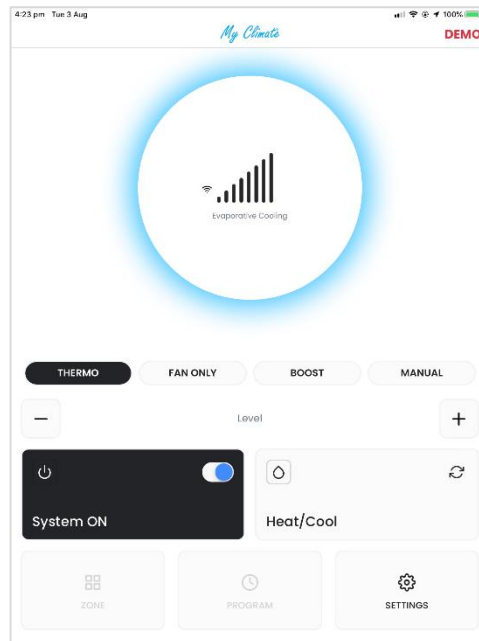 4:23 pm Tue 3 Aug 100%
My Climate
DEMO
Evaporative Cooling
THERMO FAN ONLY BOOST MANUAL
− Level +
System ON Heat/Cool
ZONE PROGRAM SETTINGS